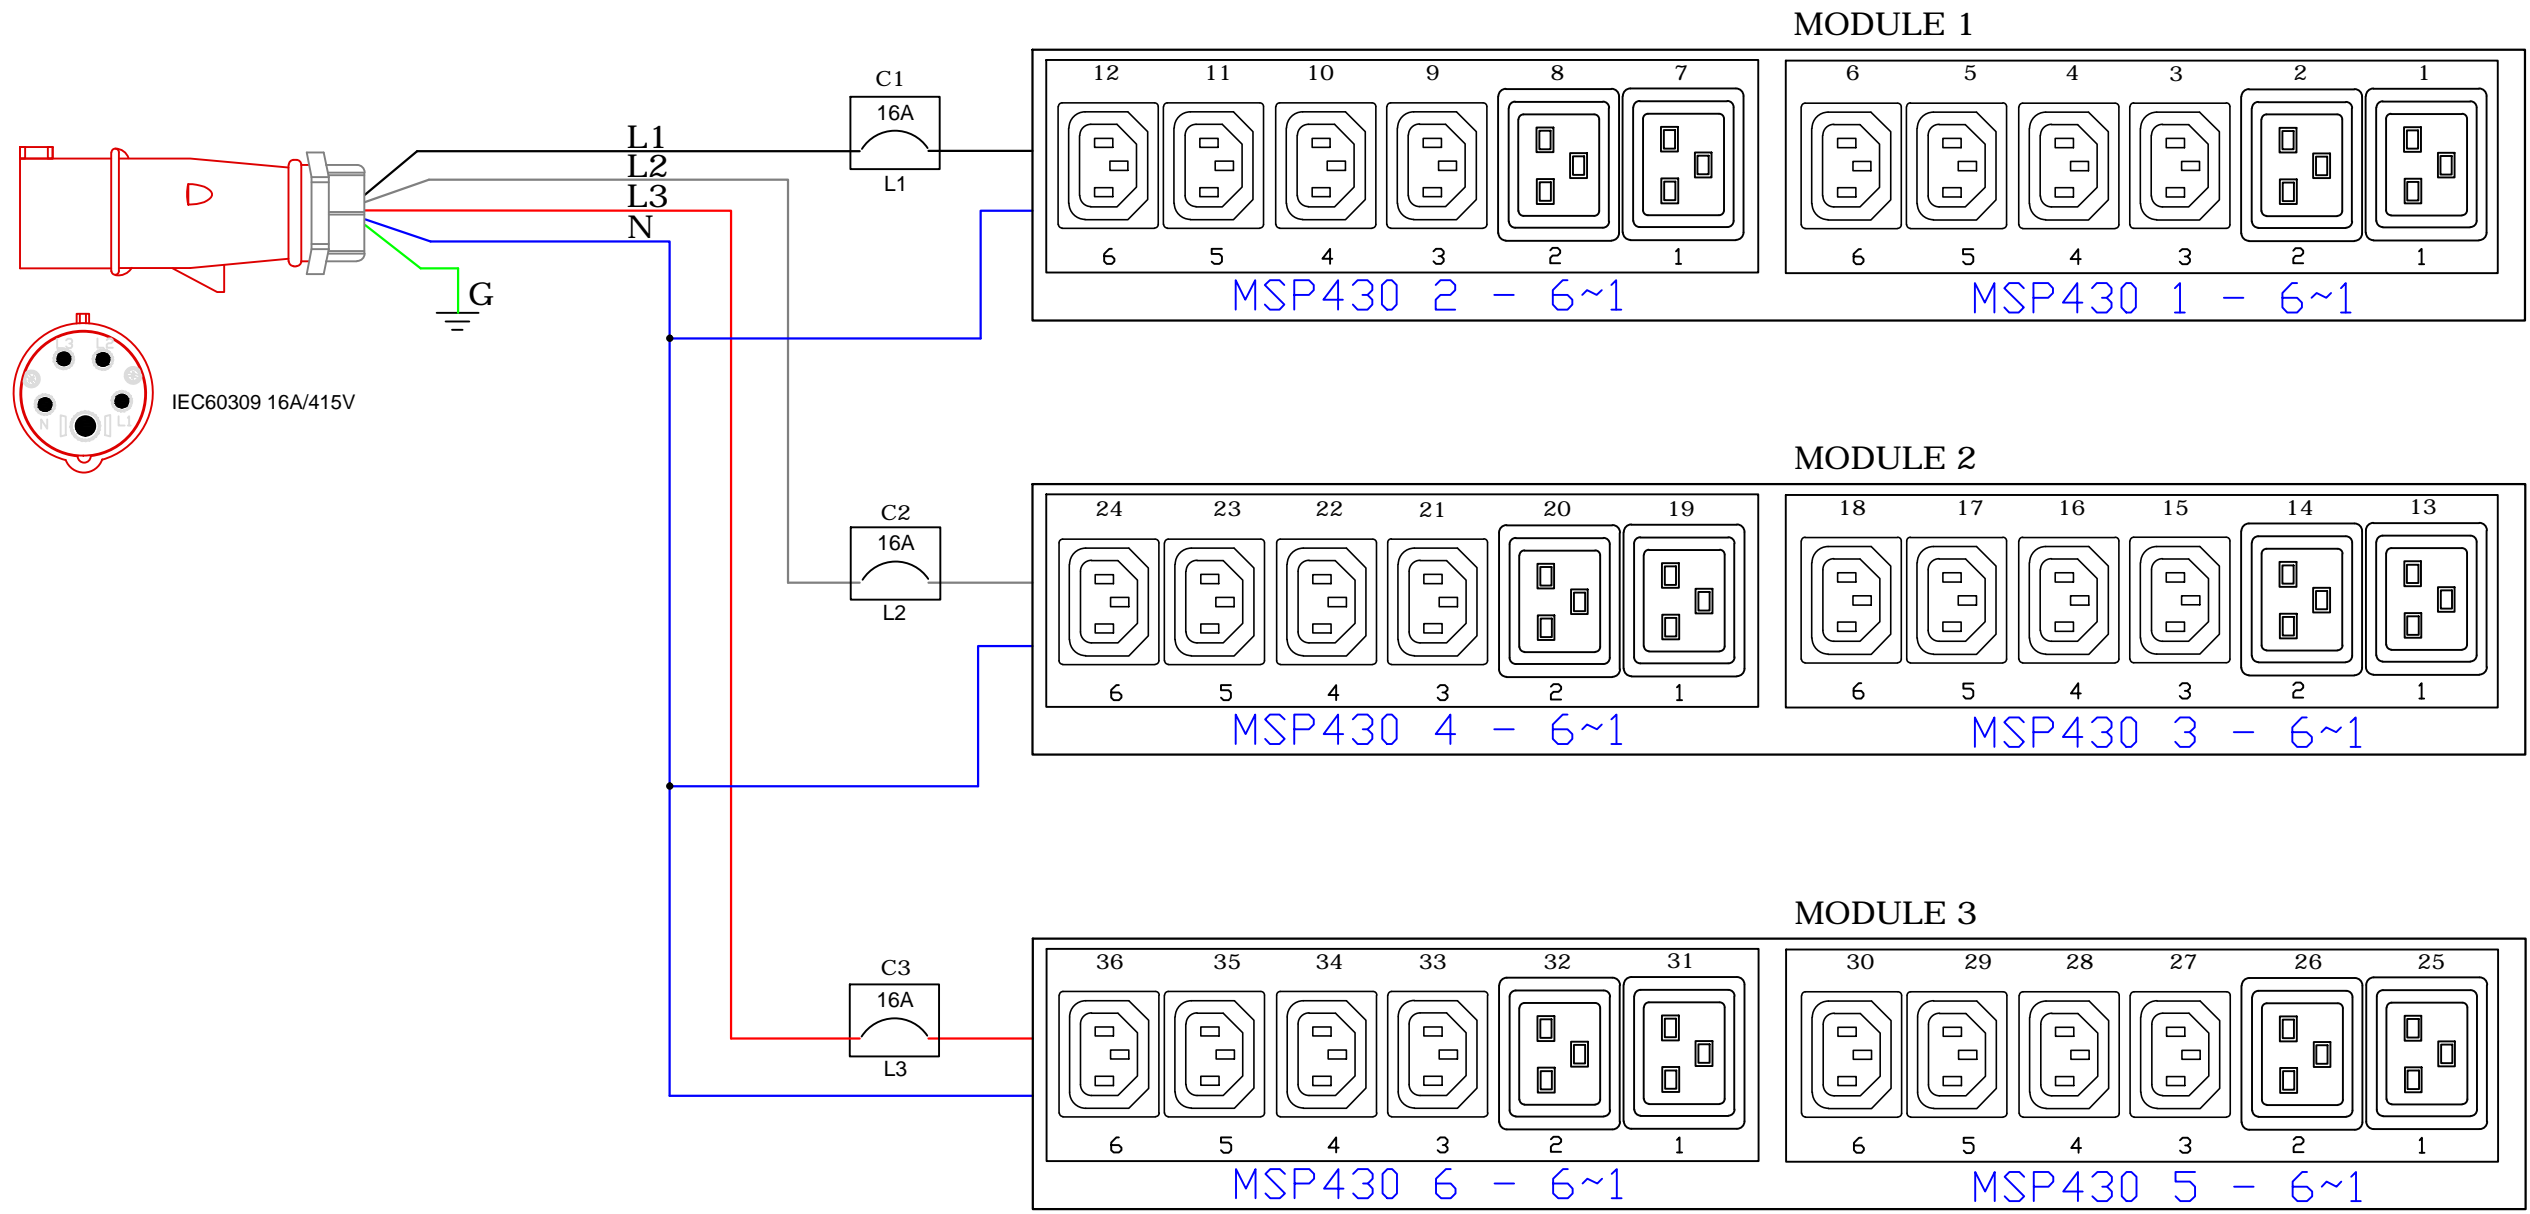 MODULE 1
12 11 10 9 8 7 6 5 4 3 2 1
C1
16A
L1
L1
L2
L3
N
G
6 5 4 3 2 1 6 5 4 3 2 1
MSP430 2 - 6~1 MSP430 1 - 6~1
L3 L2
N L1
IEC60309 16A/415V
MODULE 2
24 23 22 21 20 19 18 17 16 15 14 13
C2
16A
L2
6 5 4 3 2 1 6 5 4 3 2 1
MSP430 4 - 6~1 MSP430 3 - 6~1
MODULE 3
36 35 34 33 32 31 30 29 28 27 26 25
C3
16A
L3
6 5 4 3 2 1 6 5 4 3 2 1
MSP430 6 - 6~1 MSP430 5 - 6~1